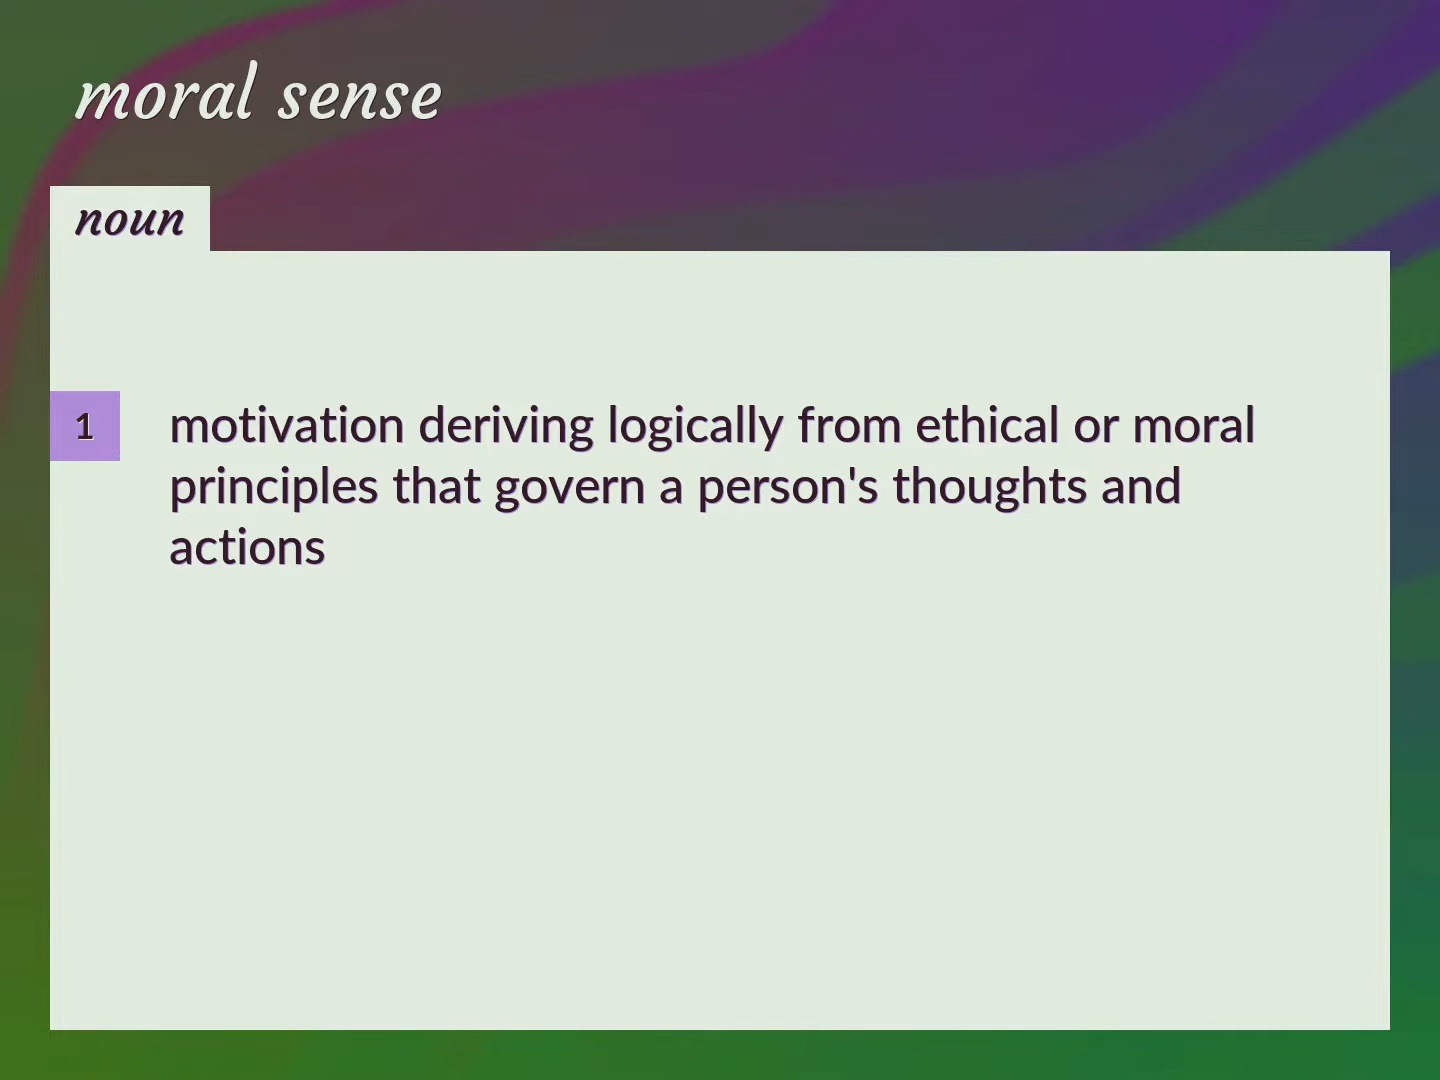 moral sense
noun
1
motivation deriving logically from ethical or moral
principles that govern a person's thoughts and
actions